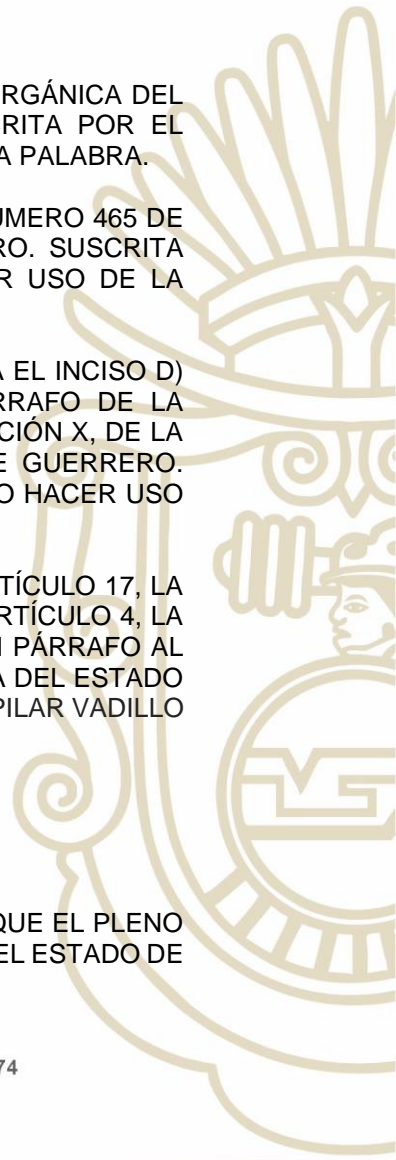 RGÁNICA DEL
RITA POR EL
A PALABRA.
ÚMERO 465 DE
RO. SUSCRITA
R USO DE LA
A EL INCISO D)
RRAFO DE LA
CIÓN X, DE LA
E GUERRERO.
O HACER USO
TÍCULO 17, LA
RTÍCULO 4, LA
N PÁRRAFO AL
A DEL ESTADO
PILAR VADILLO
QUE EL PLENO
EL ESTADO DE
74